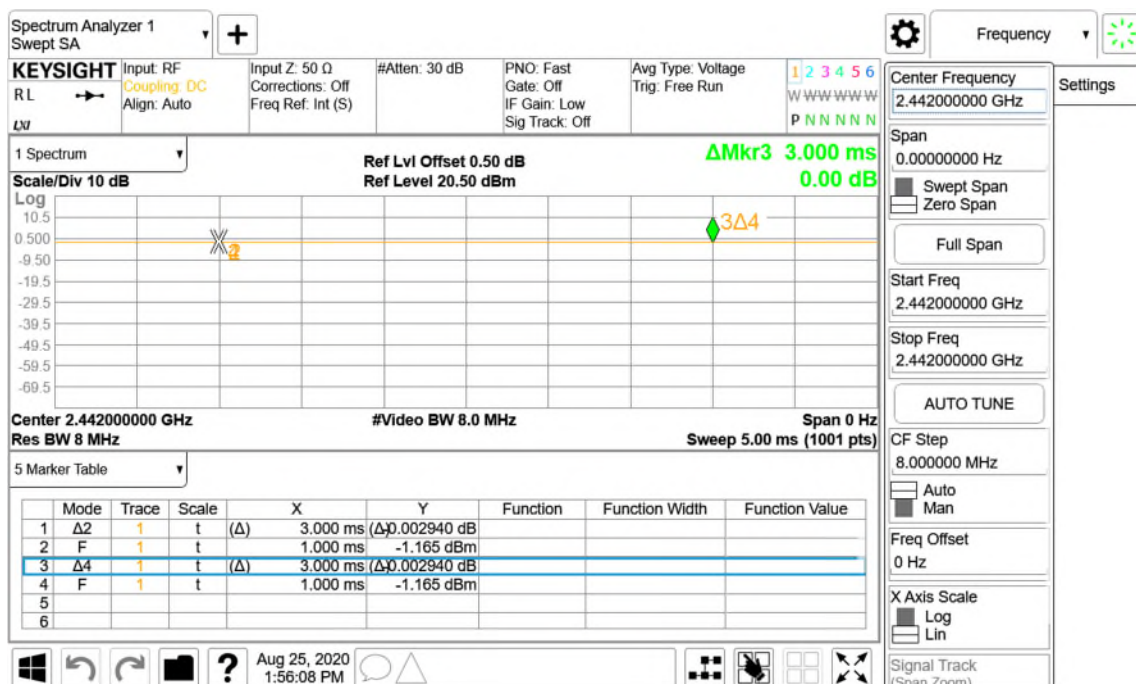 Spectrum Analyzer 1
Swept SA
Frequency
KEYSIGHT
RL
LXI
Input: RF
Coupling: DC
Align: Auto
Input Z: 50 Ω
Corrections: Off
Freq Ref: Int (S)
#Atten: 30 dB
PNO: Fast
Gate: Off
IF Gain: Low
Sig Track: Off
Avg Type: Voltage
Trig: Free Run
1 2 3 4 5 6
W W W W W W
P N N N N N
1 Spectrum
Scale/Div 10 dB
Ref Lvl Offset 0.50 dB
Ref Level 20.50 dBm
ΔMkr3 3.000 ms
0.00 dB
Log
10.5
0.500
-9.50
-19.5
-29.5
-39.5
-49.5
-59.5
-69.5
3Δ4
Center 2.442000000 GHz
Res BW 8 MHz
#Video BW 8.0 MHz
Span 0 Hz
Sweep 5.00 ms (1001 pts)
5 Marker Table
Mode Trace Scale X Y Function Function Width Function Value
1 Δ2 1 t (Δ) 3.000 ms (Δ) -0.002940 dB
2 F 1 t 1.000 ms -1.165 dBm
3 Δ4 1 t (Δ) 3.000 ms (Δ) -0.002940 dB
4 F 1 t 1.000 ms -1.165 dBm
5
6
? Aug 25, 2020
1:56:08 PM
Center Frequency
2.442000000 GHz
Settings
Span
0.00000000 Hz
Swept Span
Zero Span
Full Span
Start Freq
2.442000000 GHz
Stop Freq
2.442000000 GHz
AUTO TUNE
CF Step
8.000000 MHz
Auto
Man
Freq Offset
0 Hz
X Axis Scale
Log
Lin
Signal Track
(Span Zoom)